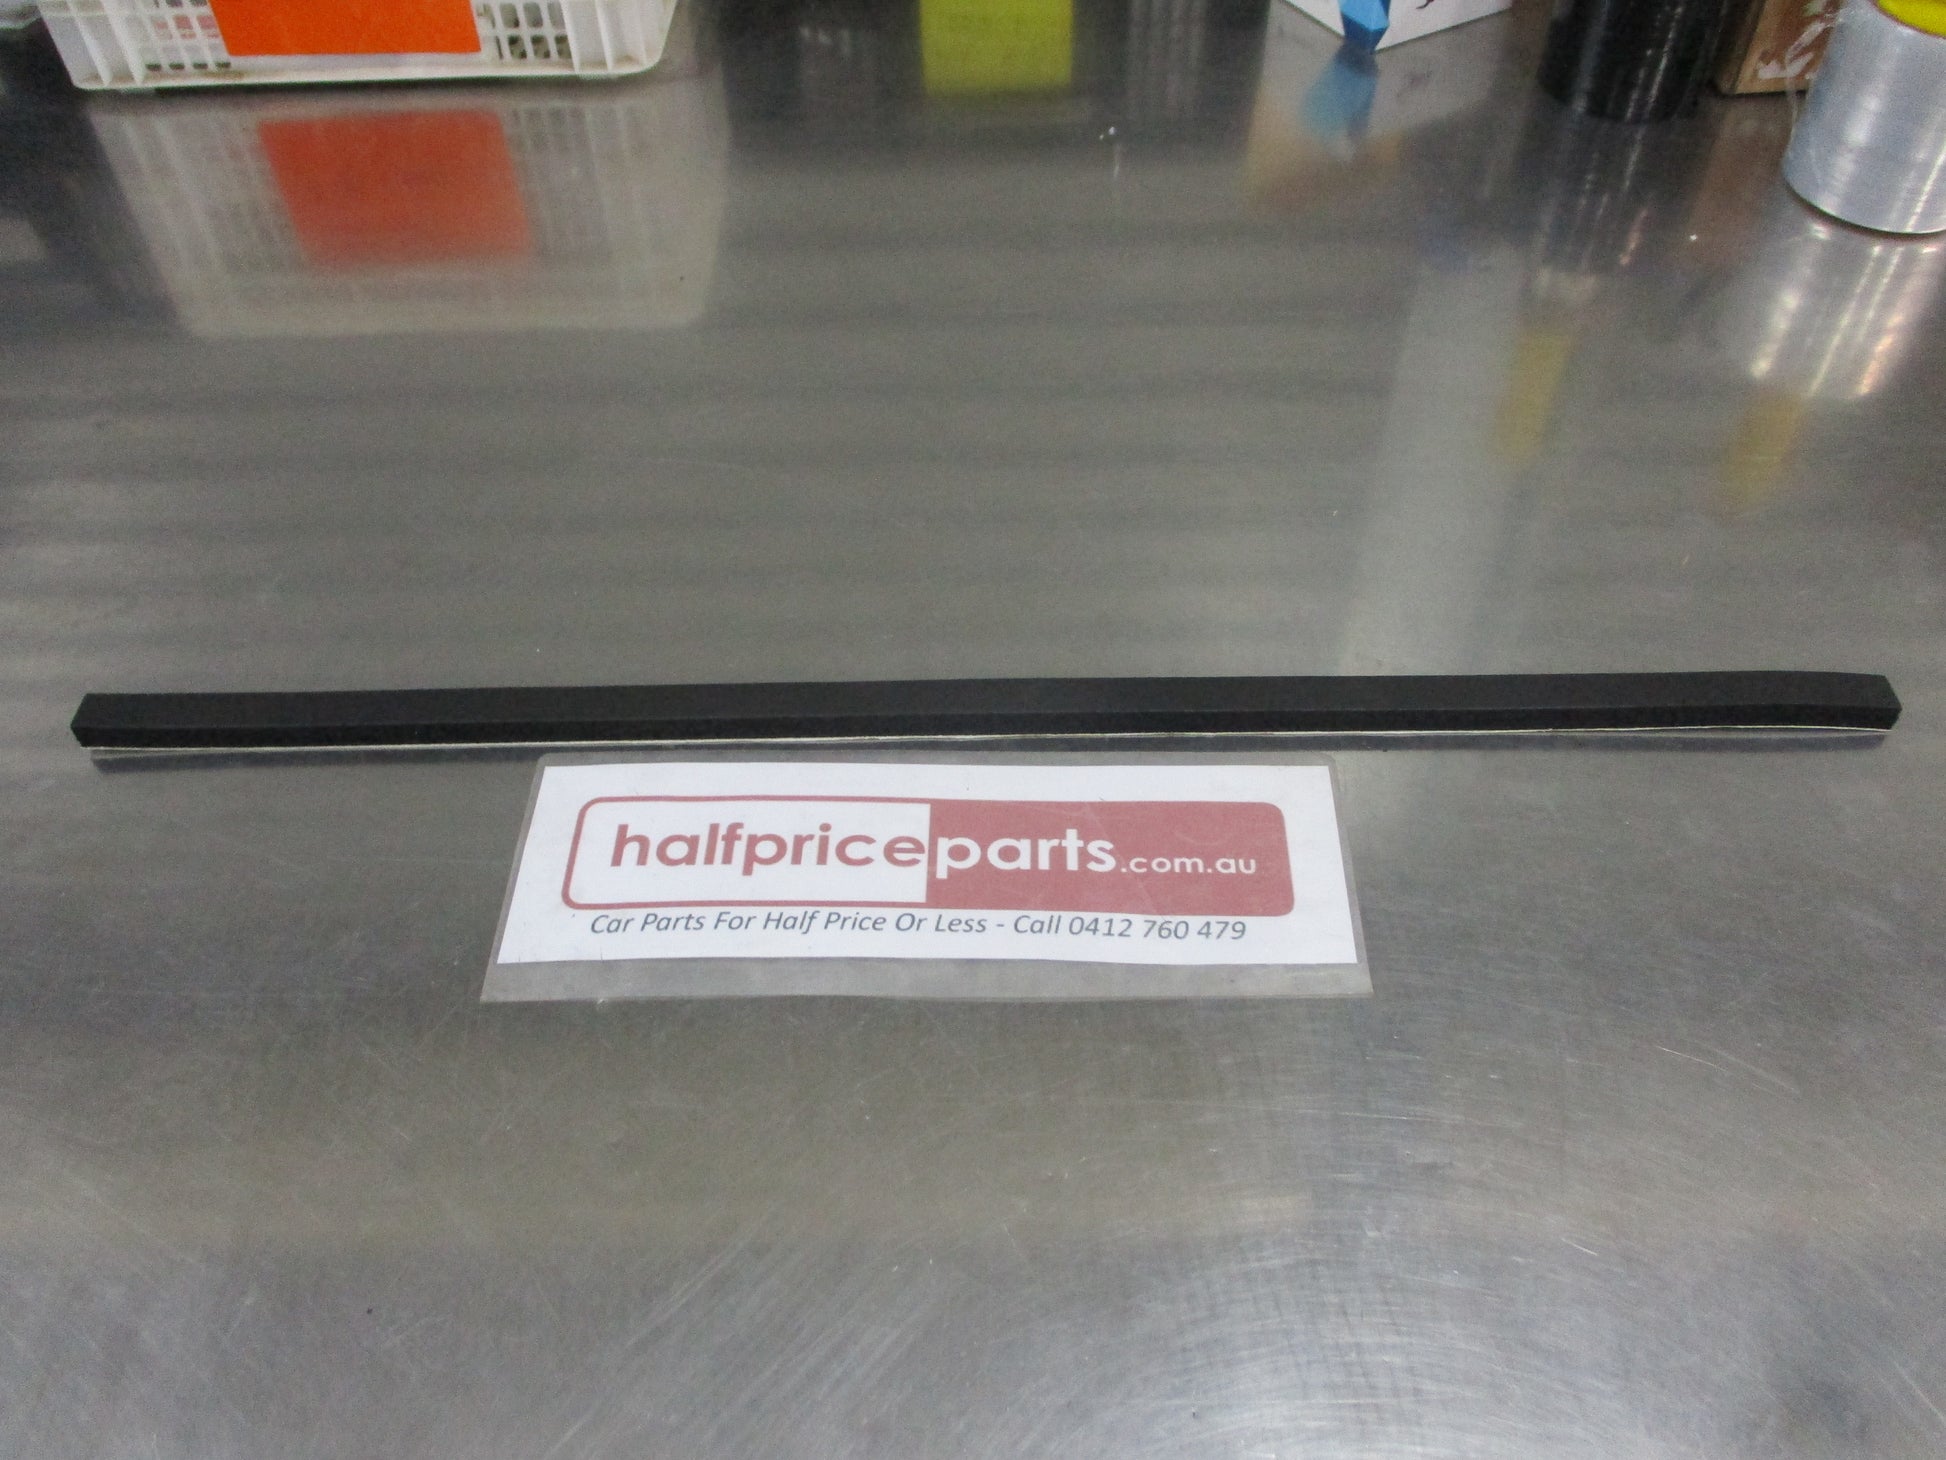 halfpriceparts.com.au
Car Parts For Half Price Or Less - Call 0412 760 479